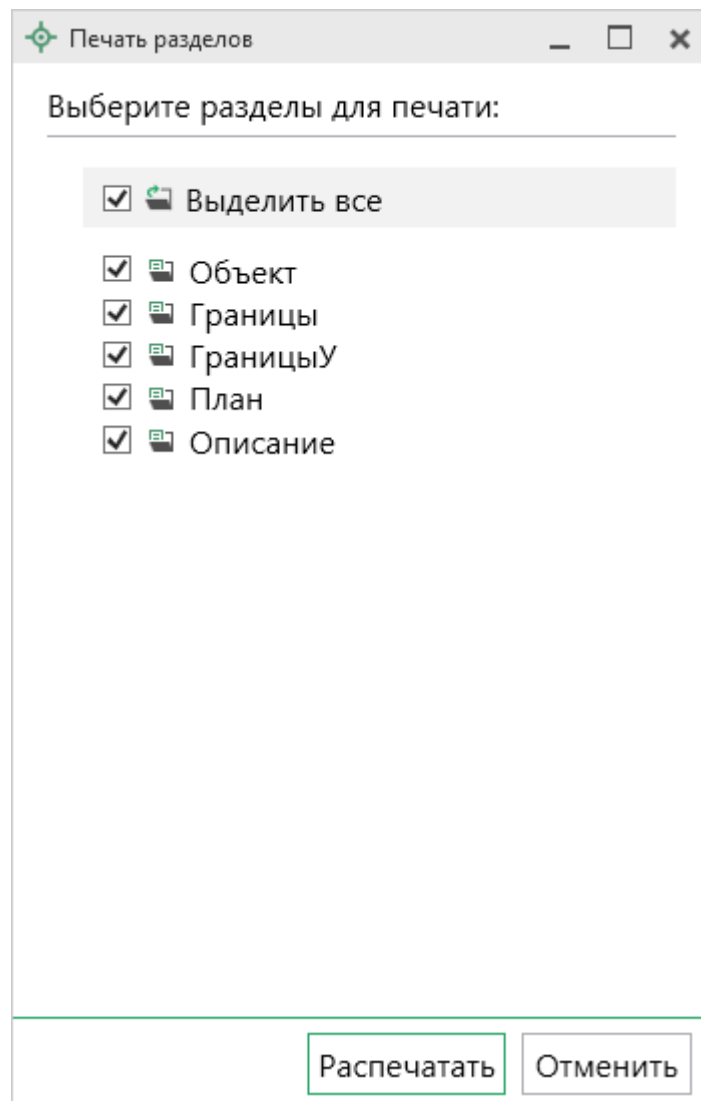 Печать разделов
Выберите разделы для печати:
Выделить все
Объект
Границы
ГраницыУ
План
Описание
Распечатать Отменить